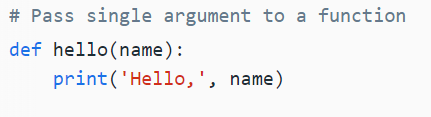 # Pass single argument to a function
def hello(name):
    print('Hello,', name)